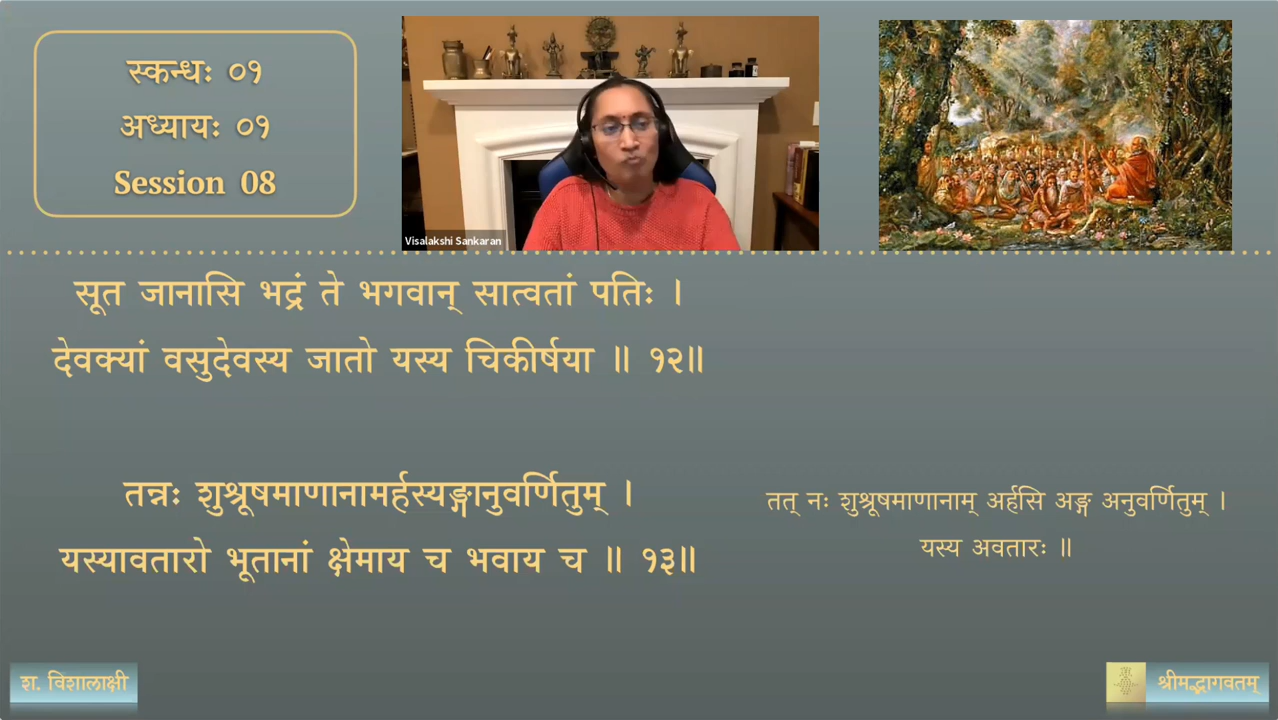 स्कन्धः ०१
अध्यायः ०१
Session 08
Visalakshi Sankaran
सूत जानासि भद्रं ते भगवान् सात्वतां पतिः ।
देवक्यां वसुदेवस्य जातो यस्य चिकीर्षया ॥ १२॥
तन्नः शुश्रूषमाणानामर्हस्यङ्गानुवर्णितुम् ।
यस्यावतारो भूतानां क्षेमाय च भवाय च ॥ १३॥
तत् नः शुश्रूषमाणानाम् अर्हसि अङ्ग अनुवर्णितुम् ।
यस्य अवतारः ॥
श. विशालाक्षी
श्रीमद्भागवतम्